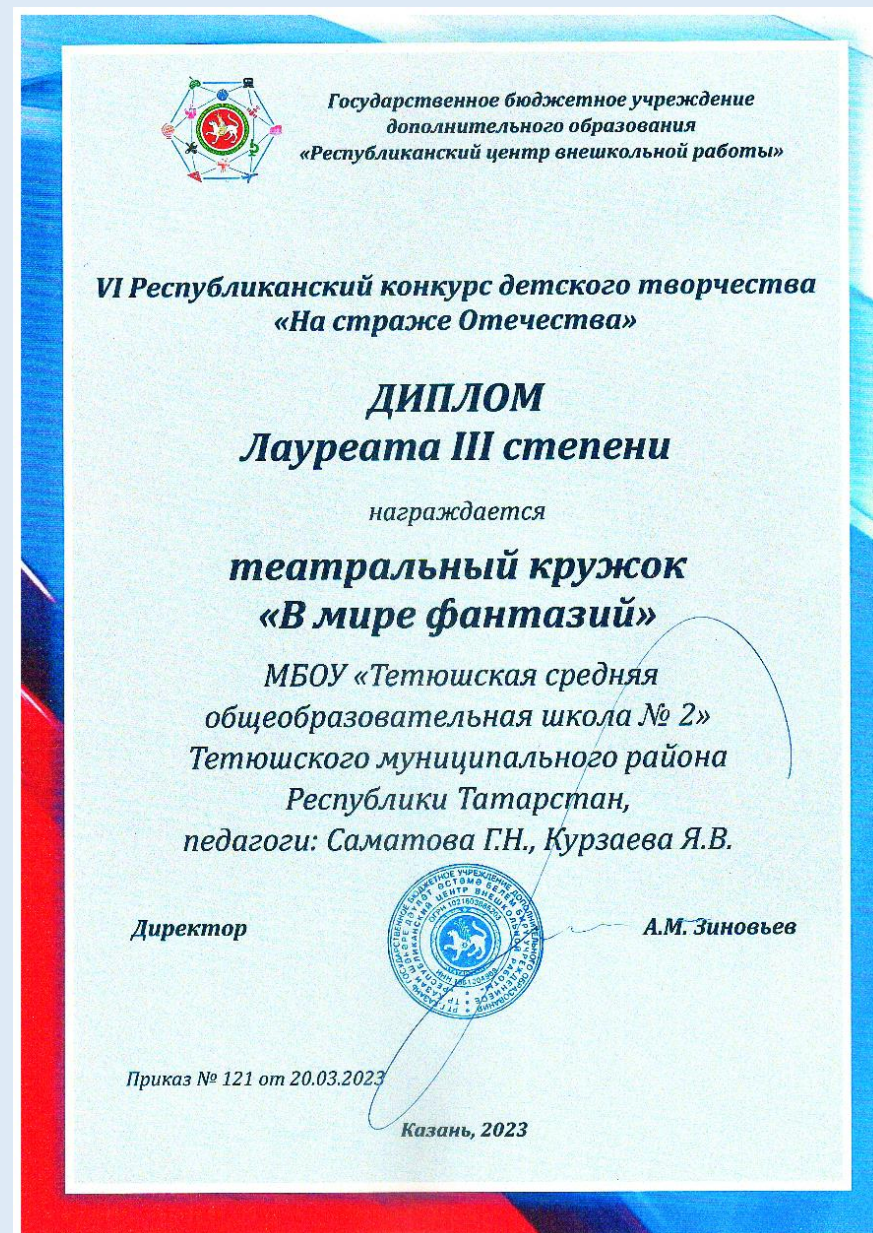 Государственное бюджетное учреждение
дополнительного образования
«Республиканский центр внешкольной работы»
VI Республиканский конкурс детского творчества
«На страже Отечества»
ДИПЛОМ
Лауреата III степени
награждается
театральный кружок
«В мире фантазий»
МБОУ «Тетюшская средняя
общеобразовательная школа № 2»
Тетюшского муниципального района
Республики Татарстан,
педагоги: Саматова Г.Н., Курзаева Я.В.
Директор
А.М. Зиновьев
Приказ № 121 от 20.03.2023
Казань, 2023